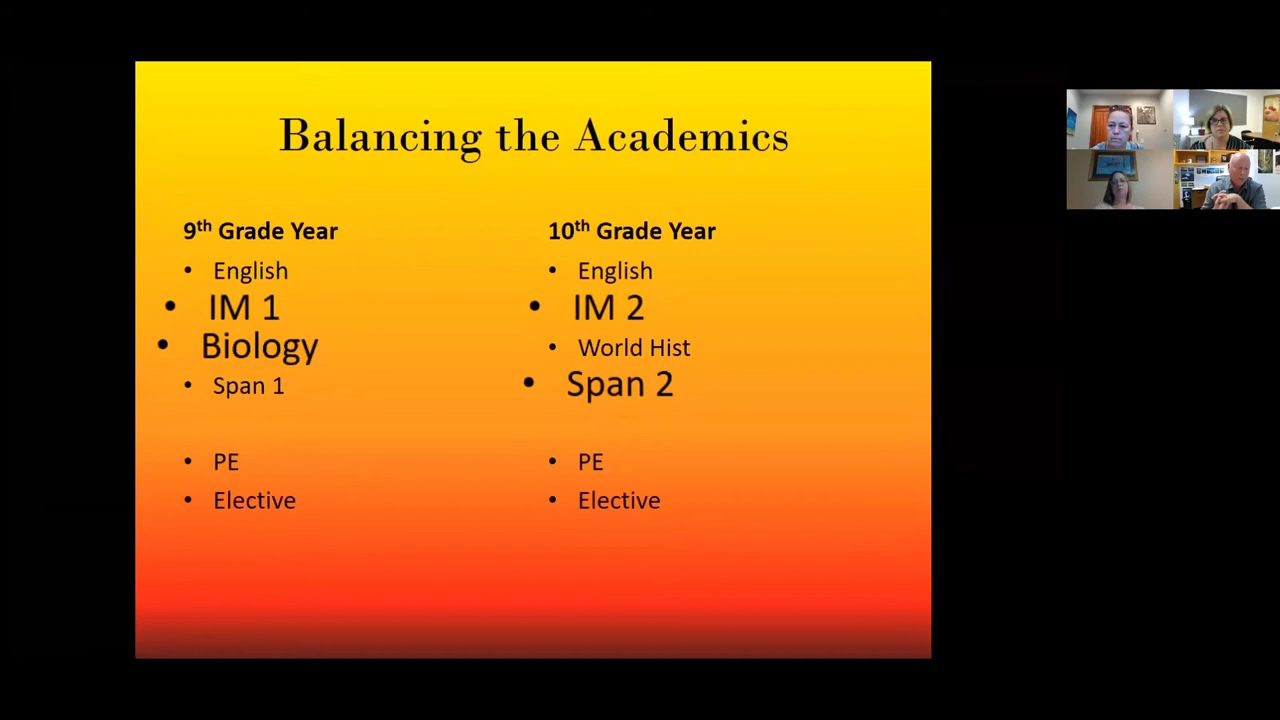 Balancing the Academics
9th Grade Year
• English
• IM 1
• Biology
• Span 1
• PE
• Elective
10th Grade Year
• English
• IM 2
• World Hist
• Span 2
• PE
• Elective